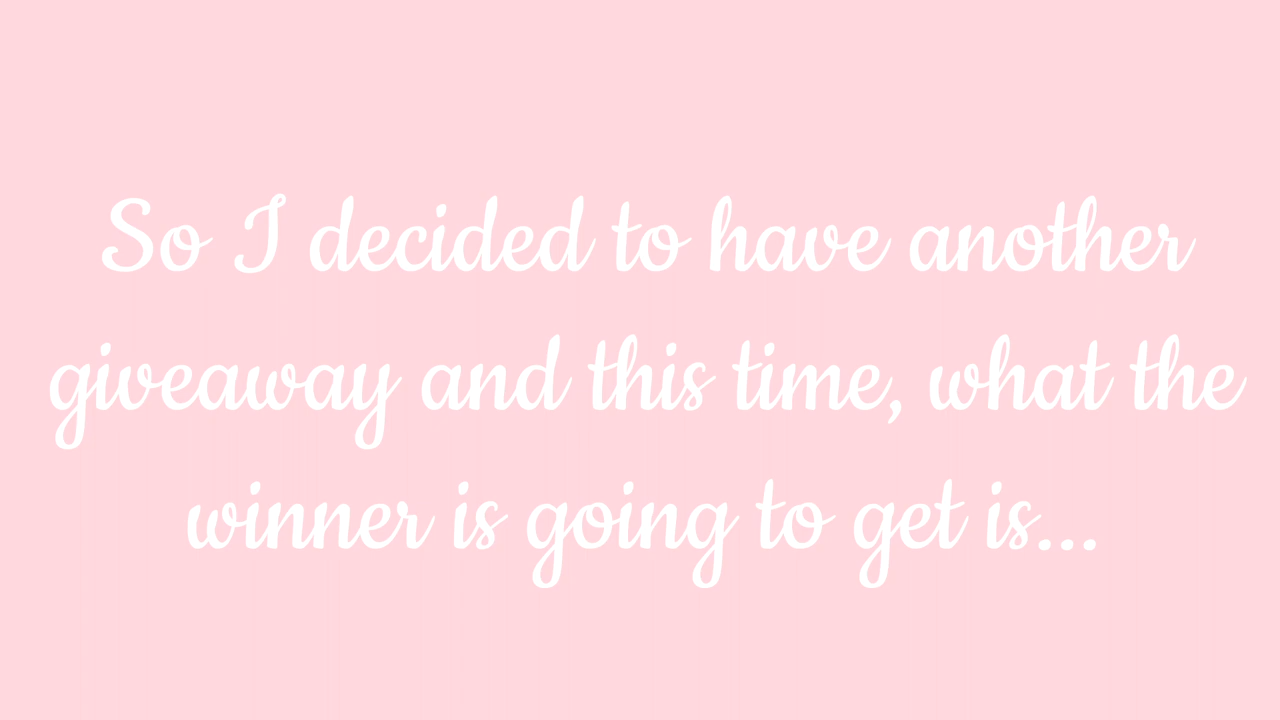 So I decided to have another
giveaway and this time, what the
winner is going to get is...